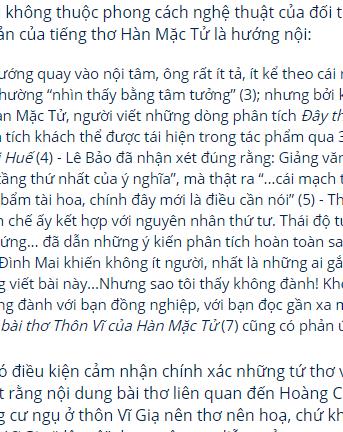 không thuộc phong cách nghệ thuật của đối t
ản của tiếng thơ Hàn Mặc Tử là hướng nội:
ướng quay vào nội tâm, ông rất ít tả, ít kể theo cái
hường “nhìn thấy bằng tâm tưởng” (3); nhưng bởi k
àn Mặc Tử, người viết những dòng phân tích Đây th
tích khách thể được tái hiện trong tác phẩm qua 3
Huế (4) - Lê Bảo đã nhận xét đúng rằng: Giảng văn
tầng thứ nhất của ý nghĩa”, mà thật ra “...cái mạch t
bẩm tài hoa, chính đây mới là điều cần nói” (5) - Th
chế ấy kết hợp với nguyên nhân thứ tư. Thái độ tụ
ứng... đã dẫn những ý kiến phân tích hoàn toàn sa
Đình Mai khiến không ít người, nhất là những ai gắ
g viết bài này...Nhưng sao tôi thấy không đành! Kh
ng đành với bạn đồng nghiệp, với bạn đọc gần xa m
bài thơ Thôn Vĩ của Hàn Mặc Tử (7) cũng có phản ứ
ó điều kiện cảm nhận chính xác những tứ thơ v
t rằng nội dung bài thơ liên quan đến Hoàng C
g cư ngụ ở thôn Vĩ Giạ nên thơ nên hoạ, chứ kh